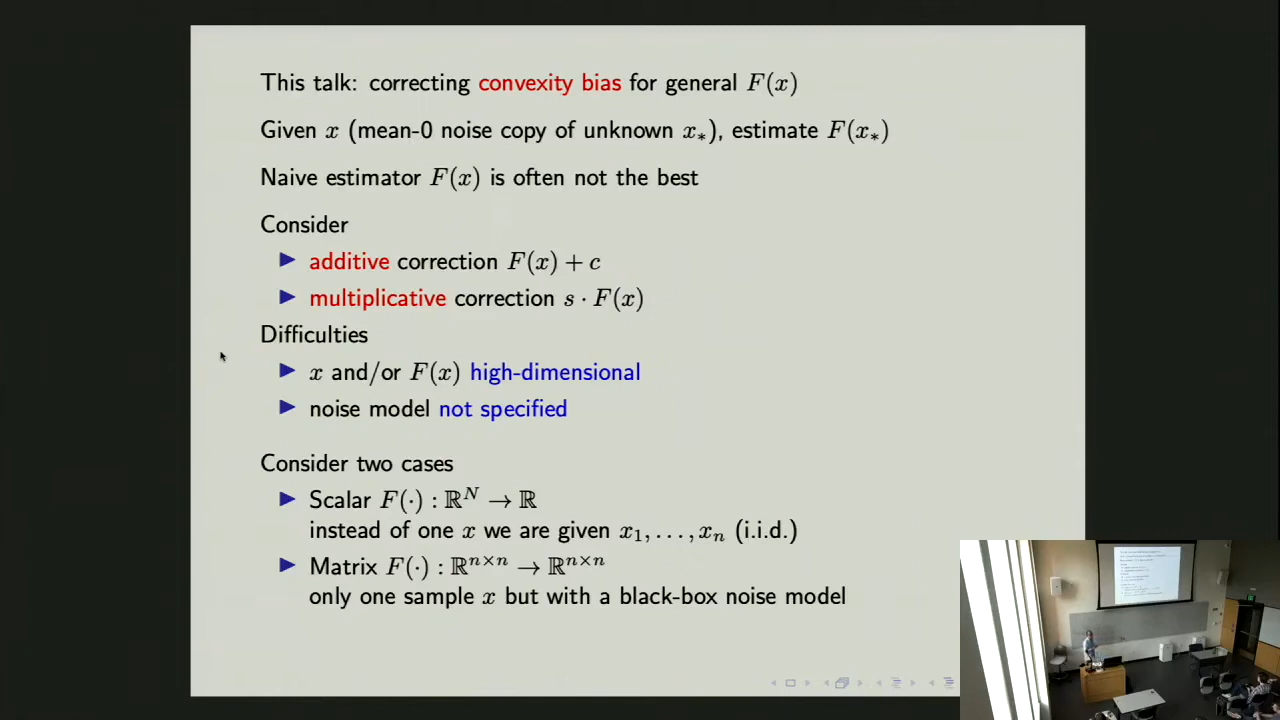 This talk: correcting convexity bias for general F(x)
Given x (mean-0 noise copy of unknown x∗), estimate F(x∗)
Naive estimator F(x) is often not the best
Consider
▶ additive correction F(x) + c
▶ multiplicative correction s · F(x)
Difficulties
▶ x and/or F(x) high-dimensional
▶ noise model not specified
Consider two cases
▶ Scalar F(·) : ℝᴺ → ℝ
instead of one x we are given x₁, . . . , xₙ (i.i.d.)
▶ Matrix F(·) : ℝⁿˣⁿ → ℝⁿˣⁿ
only one sample x but with a black-box noise model